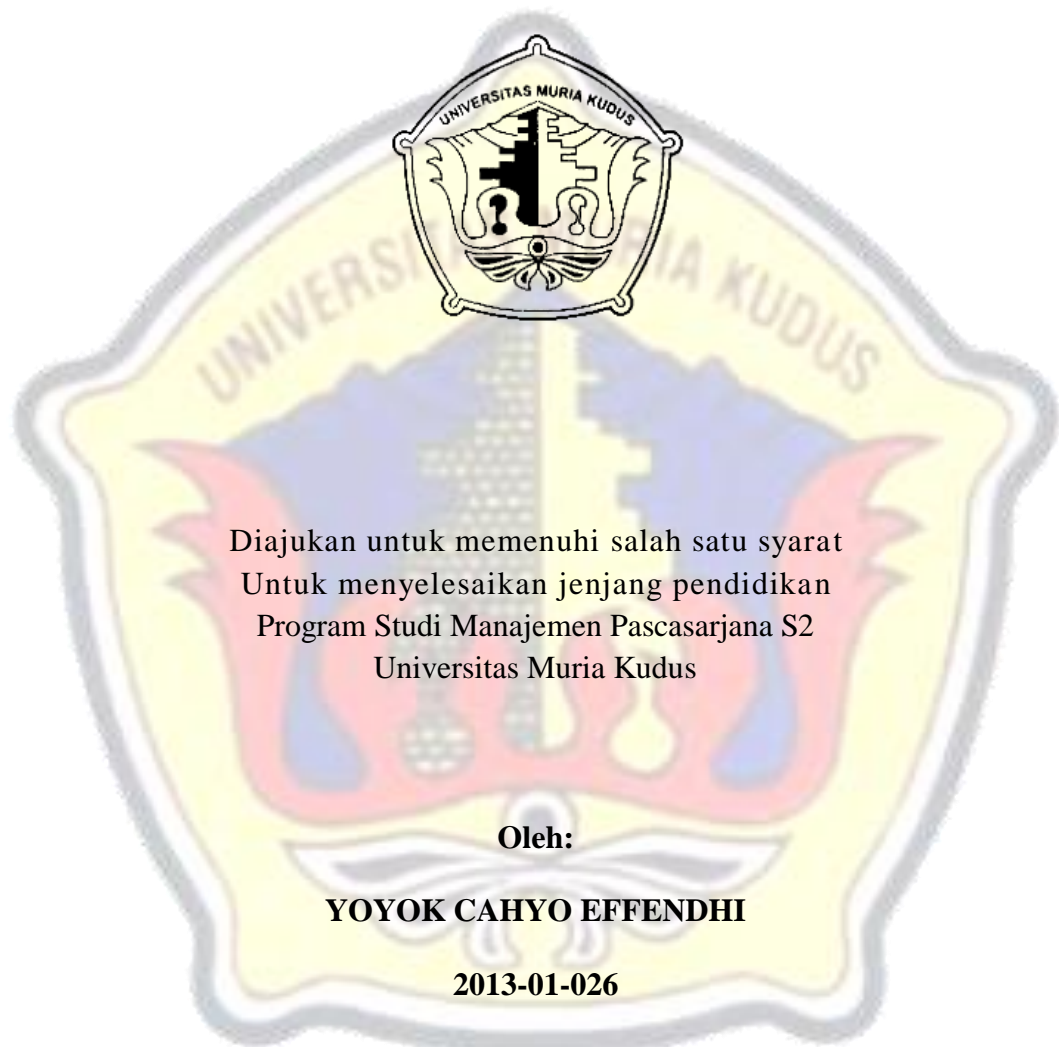 UNIVERSITAS MURIA KUDUS
Diajukan untuk memenuhi salah satu syarat
Untuk menyelesaikan jenjang pendidikan
Program Studi Manajemen Pascasarjana S2
Universitas Muria Kudus
Oleh:
YOYOK CAHYO EFFENDHI
2013-01-026